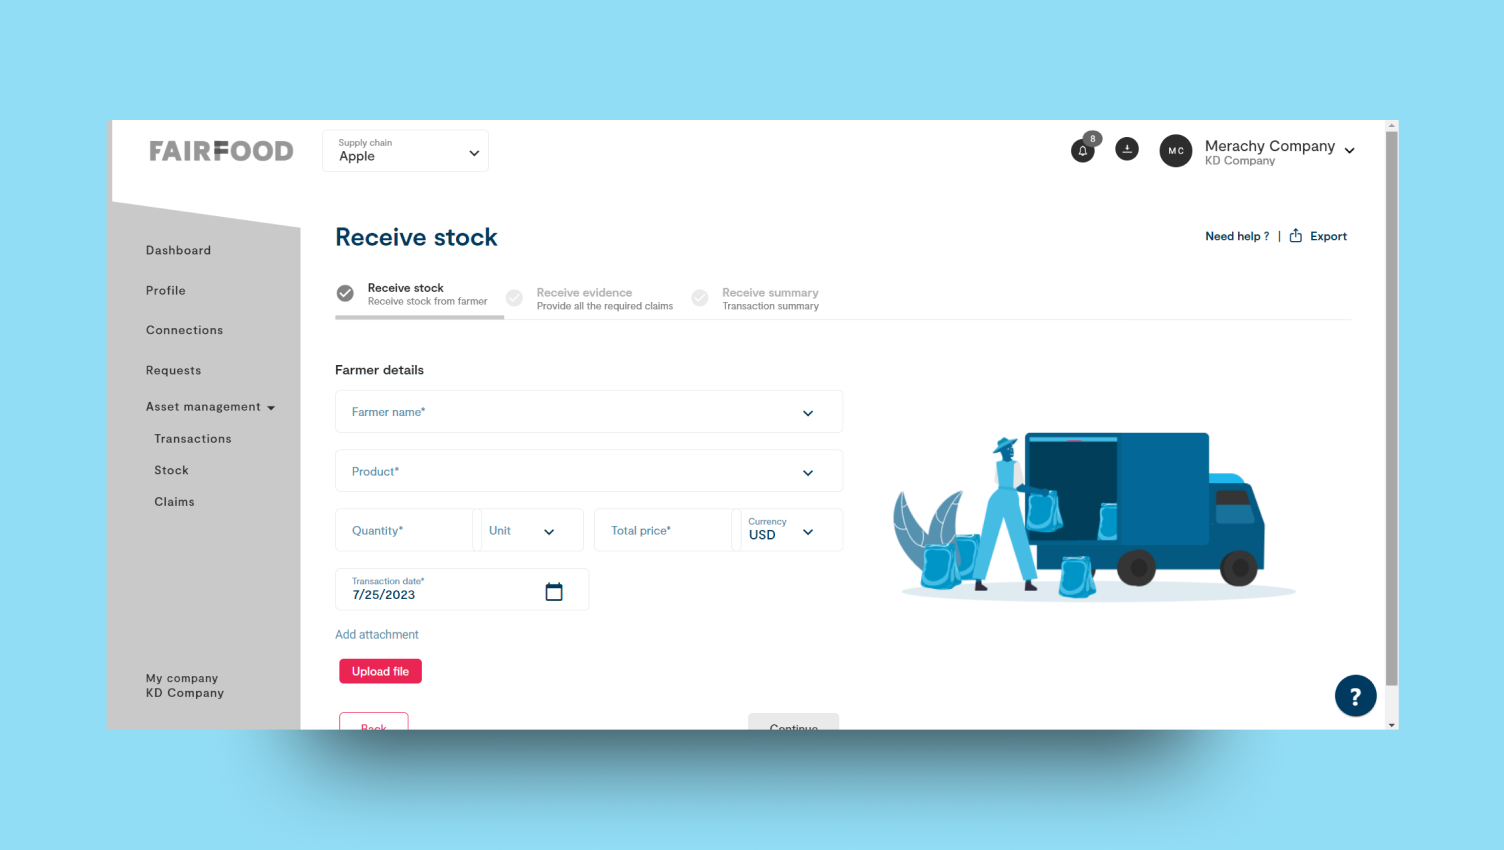 FAIRFOOD
Supply chain
Apple
8
MC
Merachy Company
KD Company
Dashboard
Profile
Connections
Requests
Asset management
Transactions
Stock
Claims
My company
KD Company
Receive stock
Need help ? | Export
Receive stock
Receive stock from farmer
Receive evidence
Provide all the required claims
Receive summary
Transaction summary
Farmer details
Farmer name*
Product*
Quantity*
Unit
Total price*
Currency
USD
Transaction date*
7/25/2023
Add attachment
Upload file
Back
Continue
?